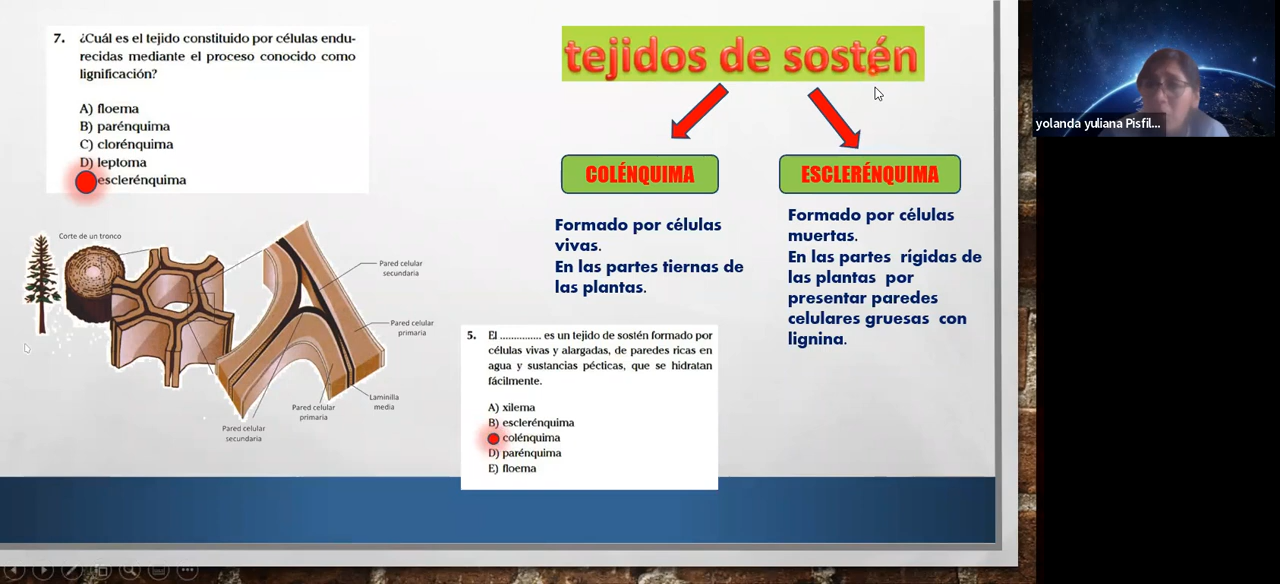 7. ¿Cuál es el tejido constituido por células endu-
recidas mediante el proceso conocido como
lignificación?
A) floema
B) parénquima
C) clorénquima
D) leptoma
esclerénquima
Corte de un tronco
Pared celular
secundaria
Pared celular
primaria
Laminilla
media
Pared celular
primaria
Pared celular
secundaria
tejidos de sostén
COLÉNQUIMA
Formado por células
vivas.
En las partes tiernas de
las plantas.
ESCLERÉNQUIMA
Formado por células
muertas.
En las partes rígidas de
las plantas por
presentar paredes
celulares gruesas con
lignina.
5. El ............... es un tejido de sostén formado por
células vivas y alargadas, de paredes ricas en
agua y sustancias pécticas, que se hidratan
fácilmente.
A) xilema
B) esclerénquima
colénquima
D) parénquima
E) floema
yolanda yuliana Pisfil...